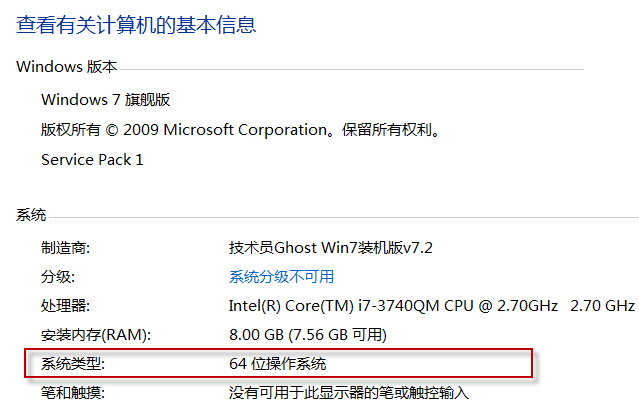 查看有关计算机的基本信息
Windows 版本
Windows 7 旗舰版
版权所有 © 2009 Microsoft Corporation。保留所有权利。
Service Pack 1
系统
制造商: 技术员Ghost Win7装机版v7.2
分级: 系统分级不可用
处理器: Intel(R) Core(TM) i7-3740QM CPU @ 2.70GHz 2.70 GHz
安装内存(RAM): 8.00 GB (7.56 GB 可用)
系统类型: 64 位操作系统
笔和触摸: 没有可用于此显示器的笔或触控输入